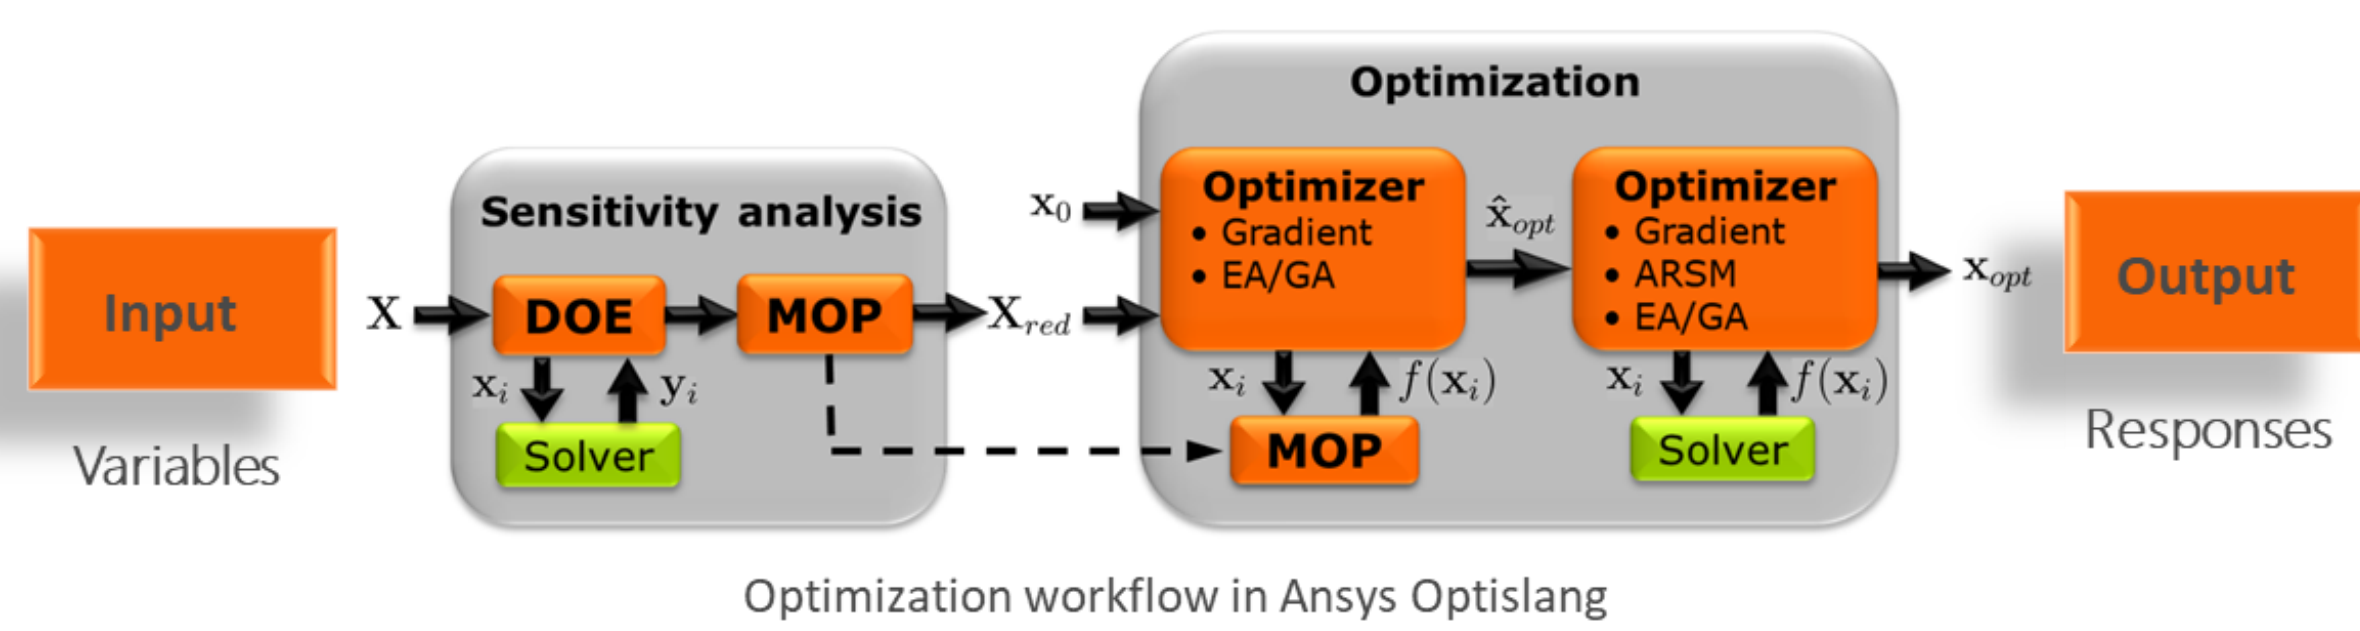 Optimization
Sensitivity analysis
Input
Variables
X
DOE
MOP
x_i
y_i
Solver
x_0
X_red
Optimizer
• Gradient
• EA/GA
x_i
f(x_i)
MOP
x̂_opt
Optimizer
• Gradient
• ARSM
• EA/GA
x_i
f(x_i)
Solver
x_opt
Output
Responses
Optimization workflow in Ansys Optislang